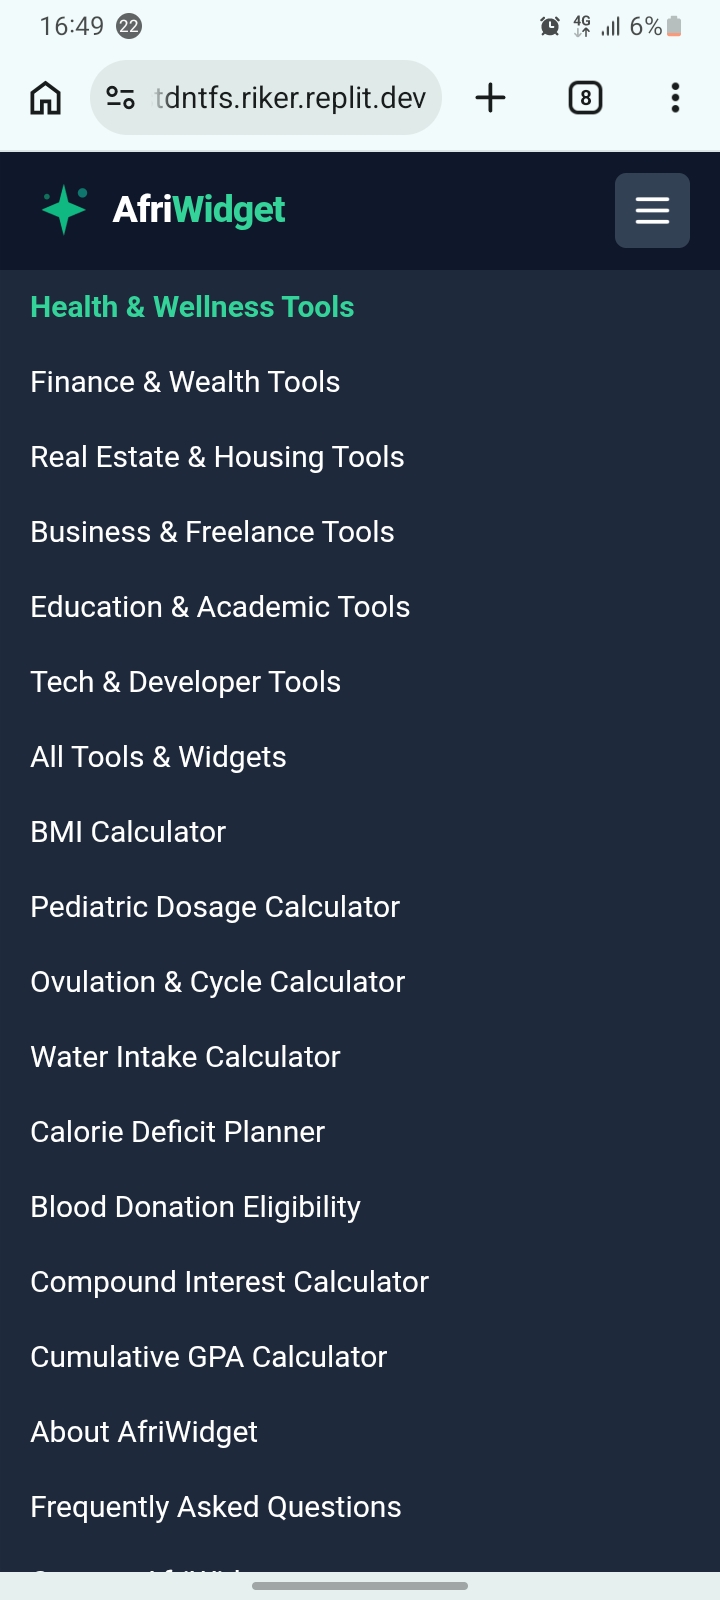 16:49 22 4G 6%
tdntfs.riker.replit.dev 8
AfriWidget
Health & Wellness Tools
Finance & Wealth Tools
Real Estate & Housing Tools
Business & Freelance Tools
Education & Academic Tools
Tech & Developer Tools
All Tools & Widgets
BMI Calculator
Pediatric Dosage Calculator
Ovulation & Cycle Calculator
Water Intake Calculator
Calorie Deficit Planner
Blood Donation Eligibility
Compound Interest Calculator
Cumulative GPA Calculator
About AfriWidget
Frequently Asked Questions